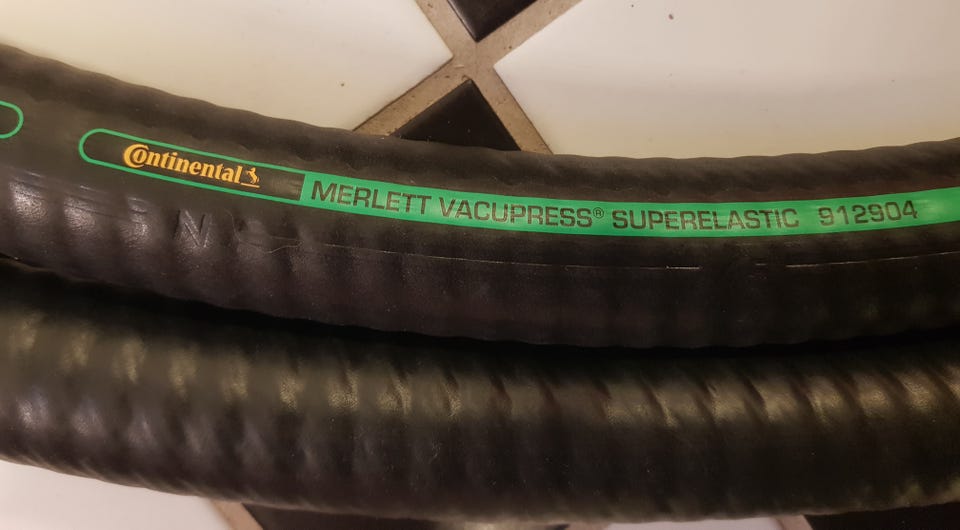 Continental MERLETT VACUPRESS® SUPERELASTIC 912904
N